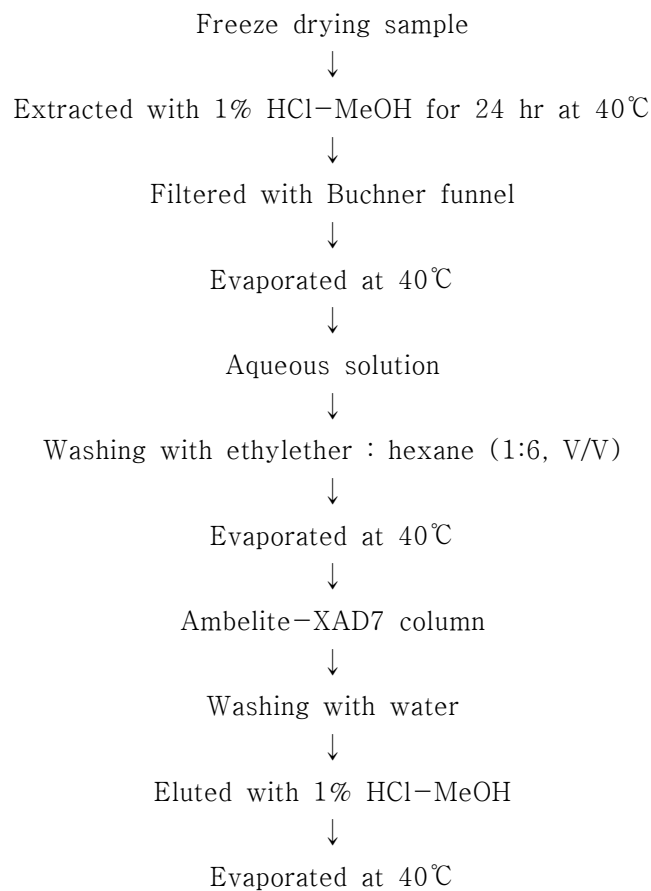 Freeze drying sample
↓
Extracted with 1% HCl-MeOH for 24 hr at 40℃
↓
Filtered with Buchner funnel
↓
Evaporated at 40℃
↓
Aqueous solution
↓
Washing with ethylether : hexane (1:6, V/V)
↓
Evaporated at 40℃
↓
Ambelite-XAD7 column
↓
Washing with water
↓
Eluted with 1% HCl-MeOH
↓
Evaporated at 40℃